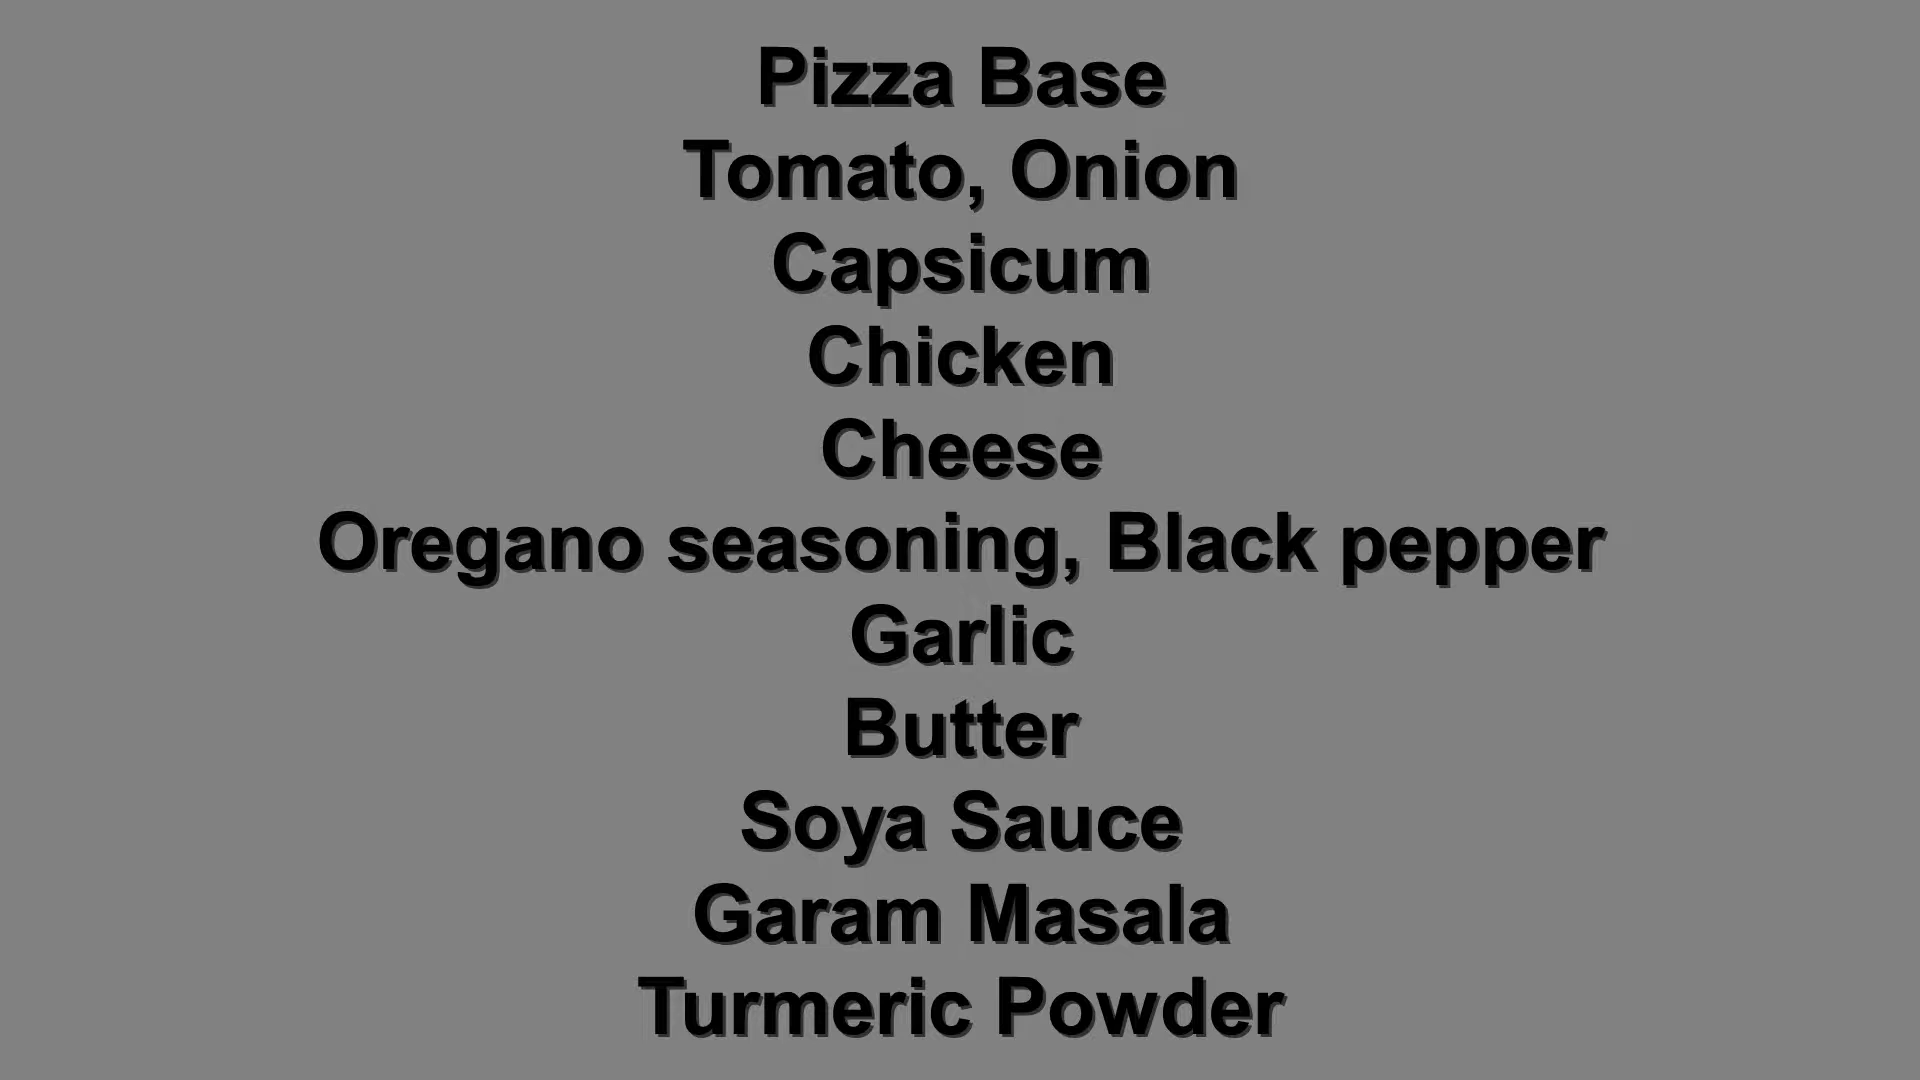 Pizza Base
Tomato, Onion
Capsicum
Chicken
Cheese
Oregano seasoning, Black pepper
Garlic
Butter
Soya Sauce
Garam Masala
Turmeric Powder